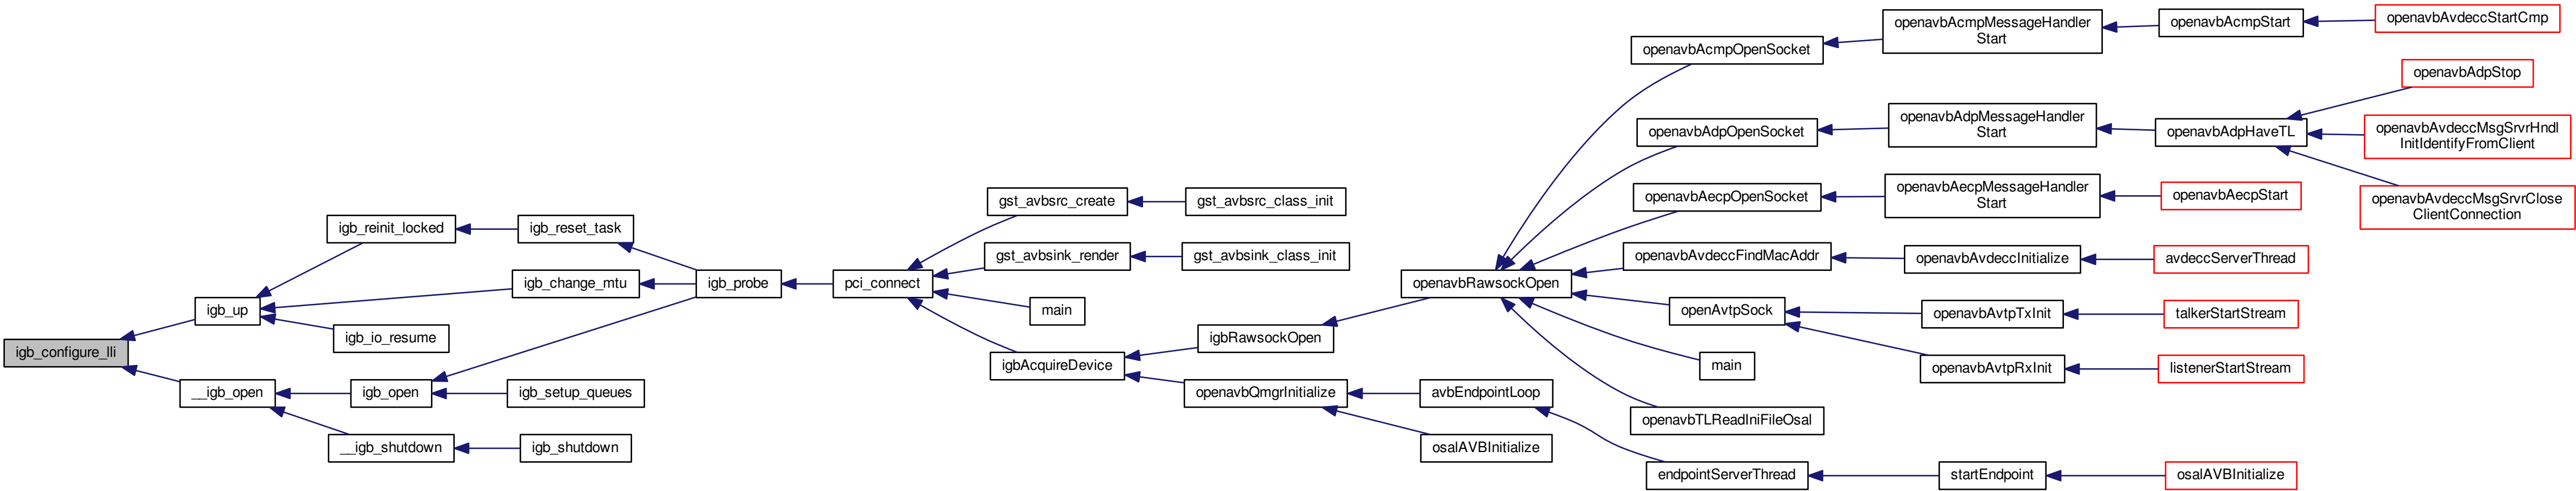 igb_configure_lli
igb_up
__igb_open
igb_reinit_locked
igb_change_mtu
igb_io_resume
igb_open
__igb_shutdown
igb_reset_task
igb_setup_queues
igb_shutdown
igb_probe
pci_connect
gst_avbsrc_create
gst_avbsink_render
main
igbAcquireDevice
gst_avbsrc_class_init
gst_avbsink_class_init
igbRawsockOpen
openavbQmgrInitialize
openavbRawsockOpen
avbEndpointLoop
osalAVBInitialize
openavbAcmpOpenSocket
openavbAdpOpenSocket
openavbAecpOpenSocket
openavbAvdeccFindMacAddr
openAvtpSock
main
openavbTLReadIniFileOsal
endpointServerThread
openavbAcmpMessageHandler
Start
openavbAdpMessageHandler
Start
openavbAecpMessageHandler
Start
openavbAvdeccInitialize
openavbAvtpTxInit
openavbAvtpRxInit
startEndpoint
openavbAcmpStart
openavbAdpHaveTL
openavbAecpStart
avdeccServerThread
talkerStartStream
listenerStartStream
osalAVBInitialize
openavbAvdeccStartCmp
openavbAdpStop
openavbAvdeccMsgSrvrHndl
InitIdentifyFromClient
openavbAvdeccMsgSrvrClose
ClientConnection